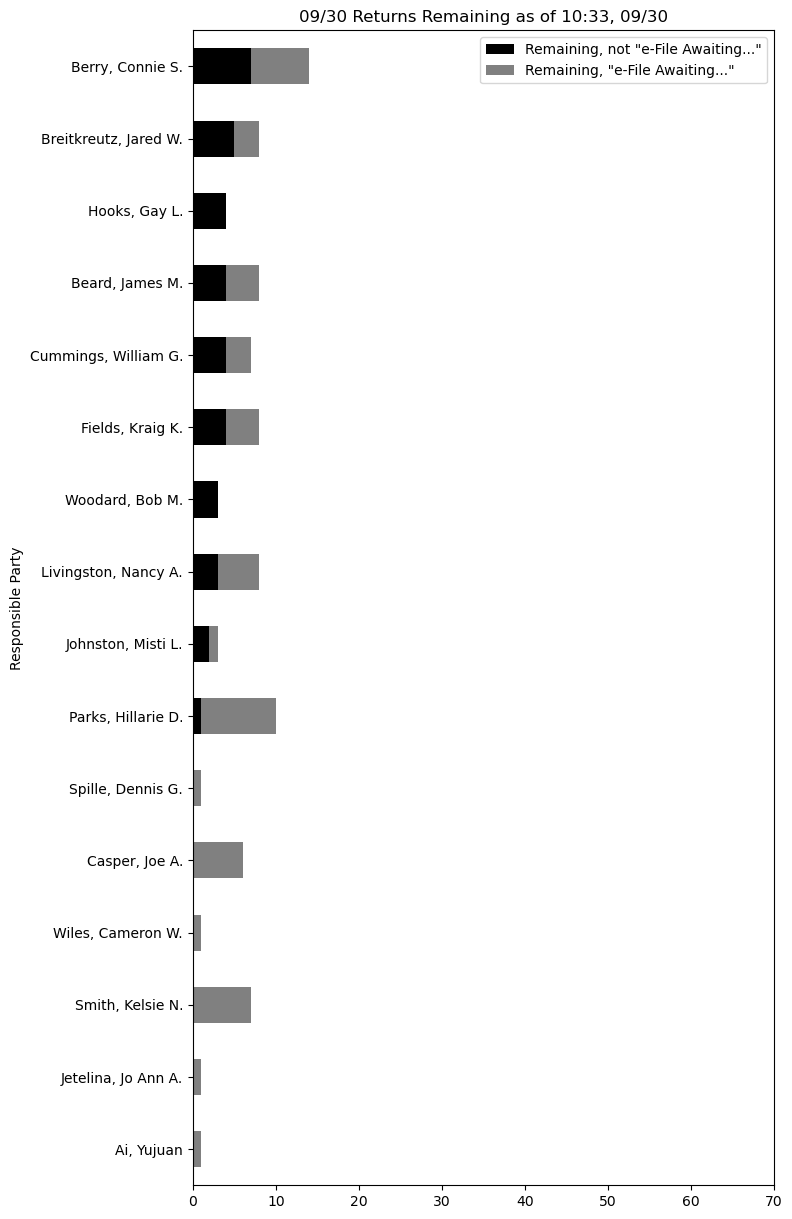 09/30 Returns Remaining as of 10:33, 09/30
Remaining, not "e-File Awaiting..."
Remaining, "e-File Awaiting..."
Responsible Party
Berry, Connie S.
Breitkreutz, Jared W.
Hooks, Gay L.
Beard, James M.
Cummings, William G.
Fields, Kraig K.
Woodard, Bob M.
Livingston, Nancy A.
Johnston, Misti L.
Parks, Hillarie D.
Spille, Dennis G.
Casper, Joe A.
Wiles, Cameron W.
Smith, Kelsie N.
Jetelina, Jo Ann A.
Ai, Yujuan
0 10 20 30 40 50 60 70